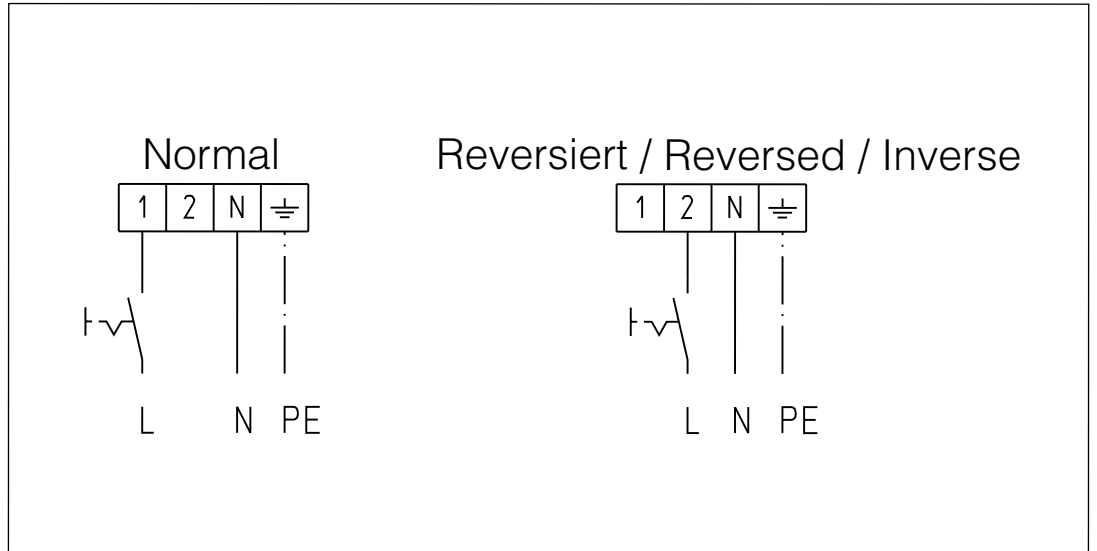 Normal
Reversiert / Reversed / Inverse
1 2 N
1 2 N
L N PE
L N PE